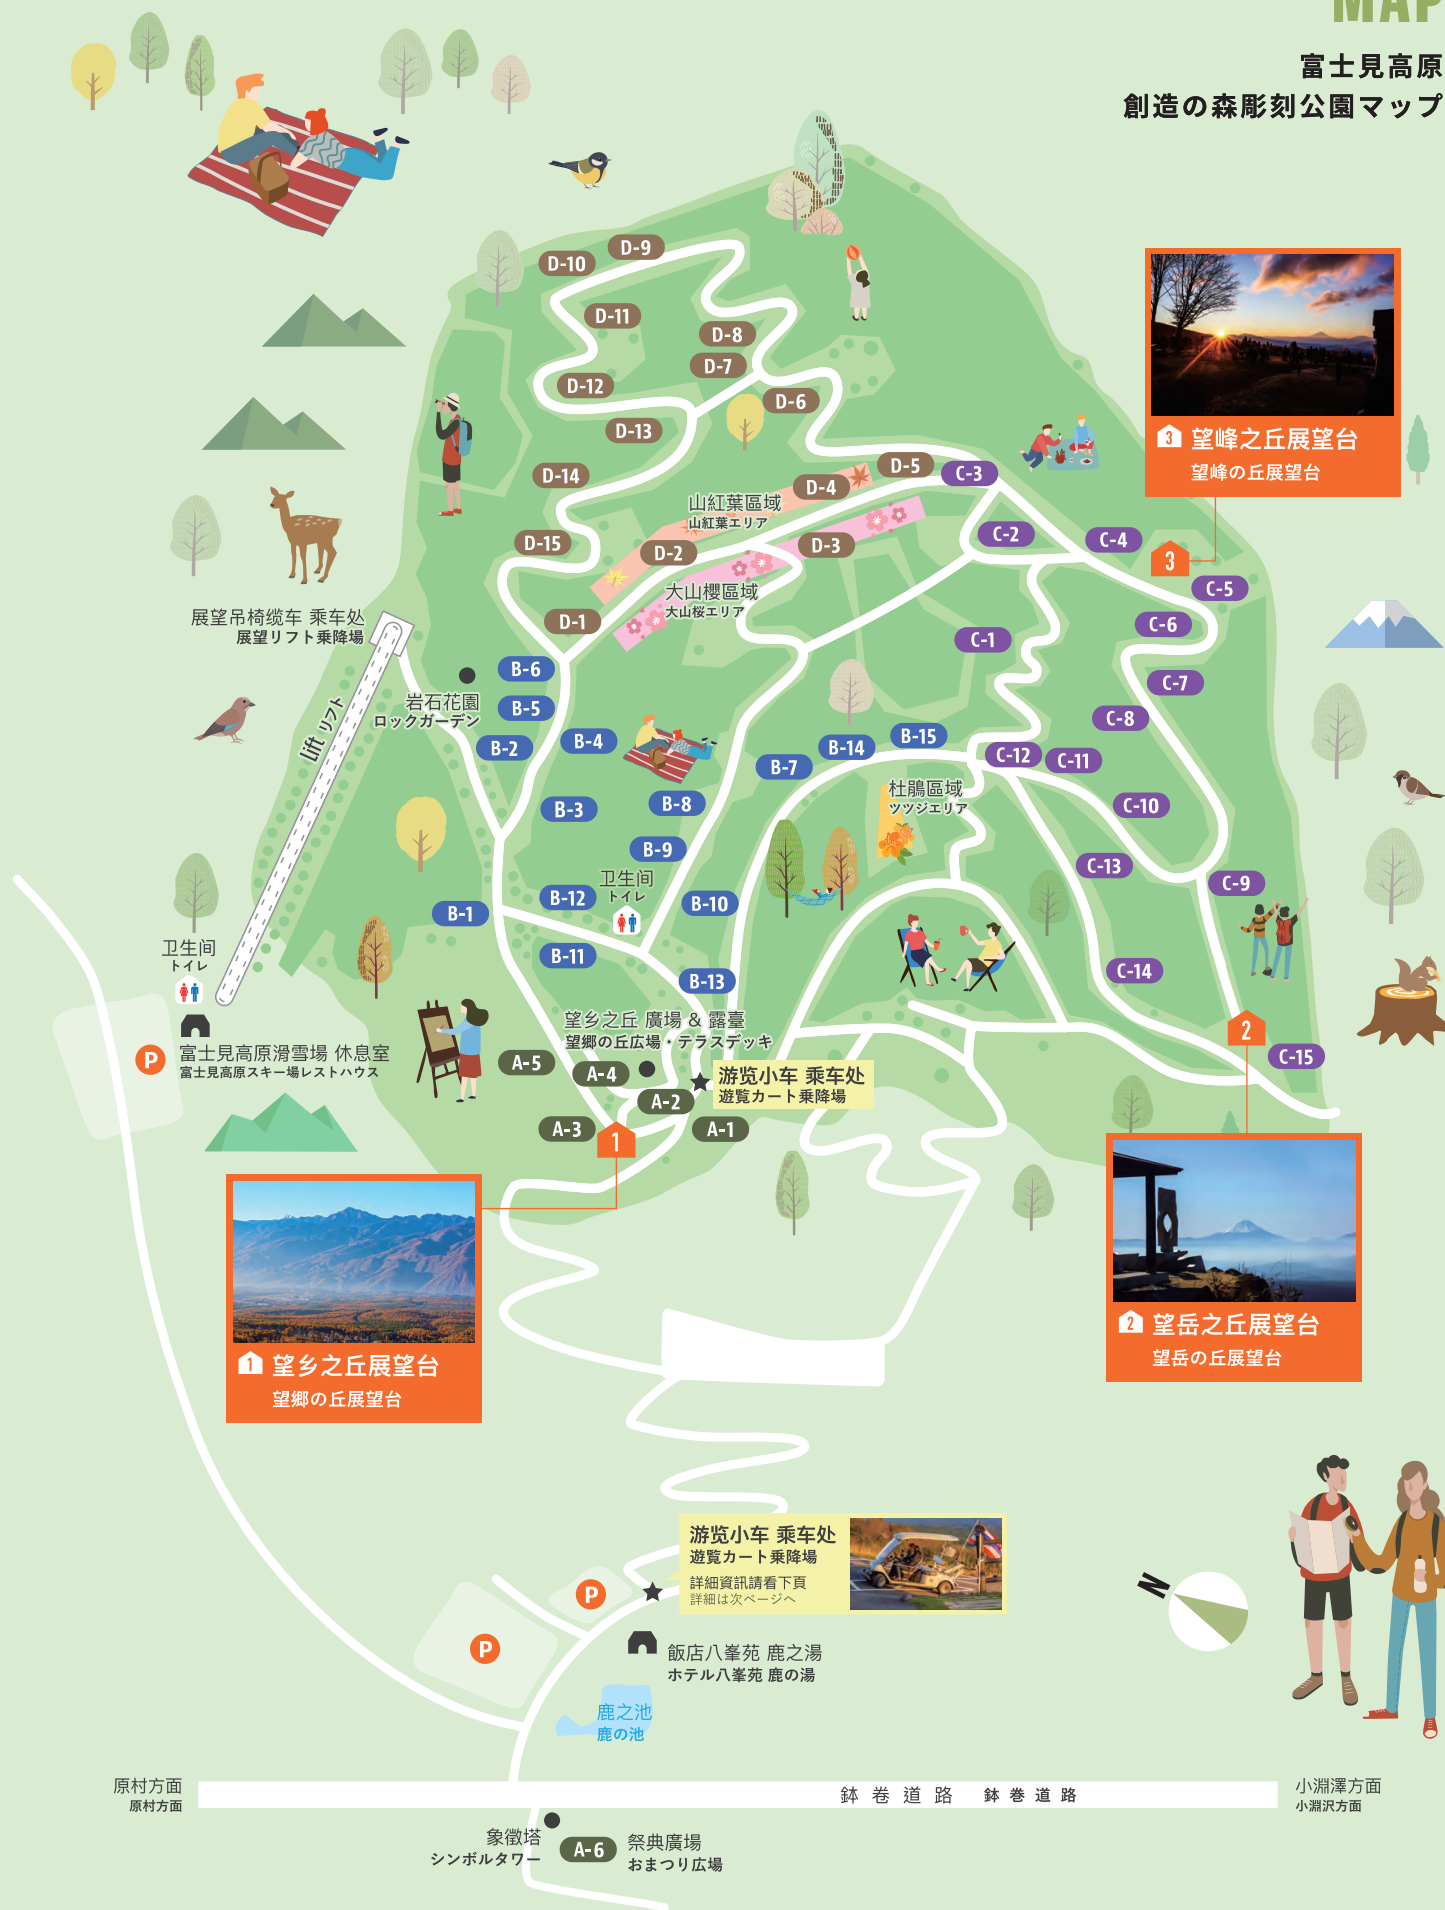 MAP
富士見高原
創造の森彫刻公園マップ
D-9
D-10
D-11
D-8
D-7
D-12
D-6
D-13
D-14
D-5
C-3
D-4
山紅葉區域
山紅葉エリア
D-15
D-2
D-3
C-2
C-4
3
望峰之丘展望台
望峰の丘展望台
3
C-5
大山櫻區域
大山桜エリア
D-1
C-6
C-1
展望吊椅缆车 乘车处
展望リフト乗降場
B-6
C-7
岩石花園
ロックガーデン
B-5
C-8
lift リフト
B-2
B-4
B-14
B-15
C-12
C-11
B-7
杜鵑區域
ツツジエリア
B-3
B-8
C-10
B-9
C-13
卫生间
トイレ
C-9
B-12
B-10
B-1
B-11
B-13
C-14
卫生间
トイレ
P
富士見高原滑雪場 休息室
富士見高原スキー場レストハウス
望乡之丘 廣場 & 露臺
望郷の丘広場・テラスデッキ
2
C-15
A-5
A-4
游览小车 乘车处
遊覧カート乗降場
A-2
A-3
1
A-1
1
望乡之丘展望台
望郷の丘展望台
2
望岳之丘展望台
望岳の丘展望台
游览小车 乘车处
遊覧カート乗降場
詳細資訊請看下頁
詳細は次ページへ
P
P
N
飯店八峯苑 鹿之湯
ホテル八峯苑 鹿の湯
鹿之池
鹿の池
原村方面
原村方面
鉢巻道路 鉢巻道路
小淵澤方面
小淵沢方面
象徵塔
シンボルタワー
A-6
祭典廣場
おまつり広場